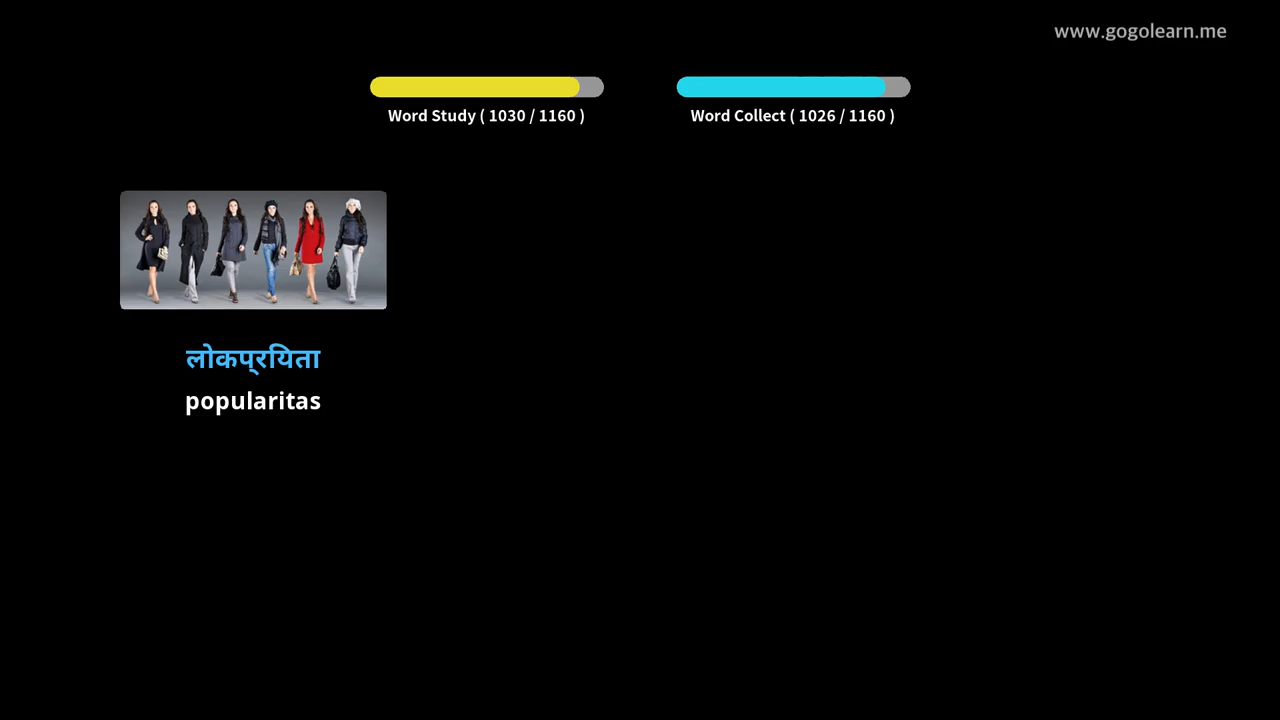 www.gogolearn.me
Word Study ( 1030 / 1160 )
Word Collect ( 1026 / 1160 )
लोकप्रियता
popularitas